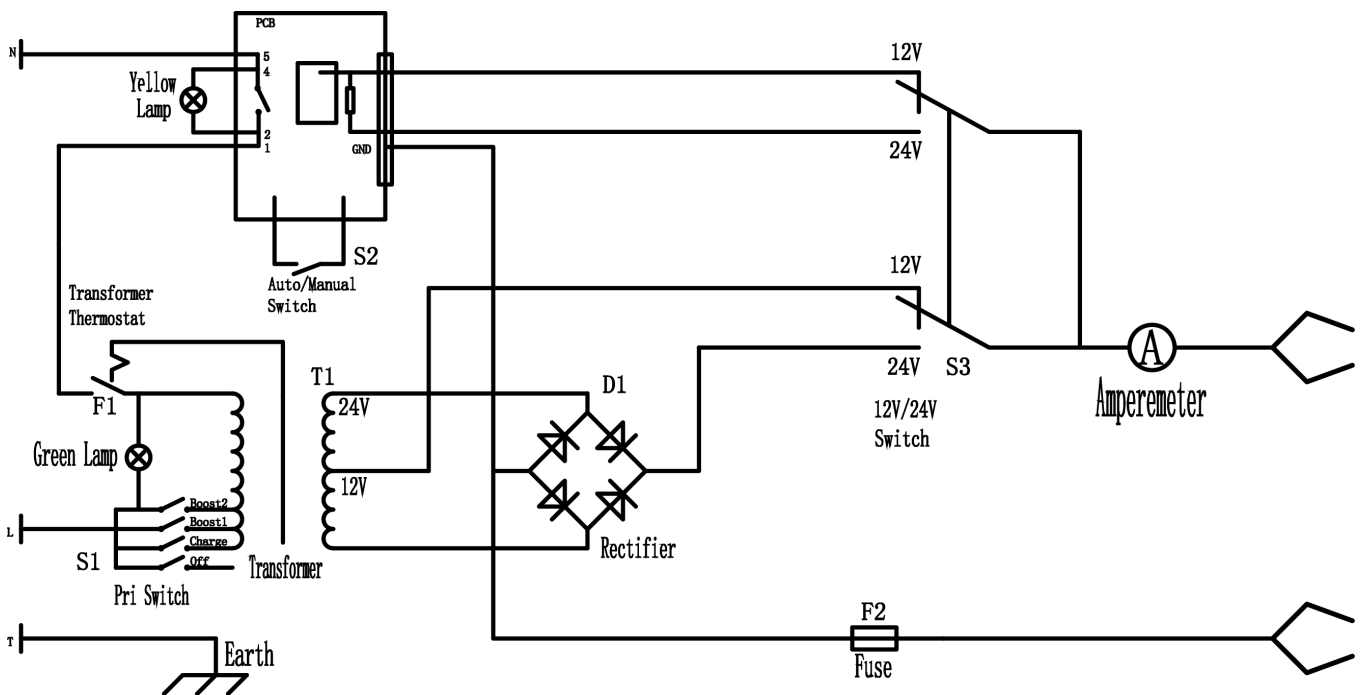 PCB
N
5
4
Yellow
Lamp
2
1
GND
12V
24V
S2
Auto/Manual
Switch
12V
24V
S3
12V/24V
Switch
Transformer
Thermostat
F1
T1
24V
12V
D1
Rectifier
A
Amperemeter
Green Lamp
Boost2
Boost1
Charge
Off
L
S1
Pri Switch
Transformer
T
Earth
F2
Fuse